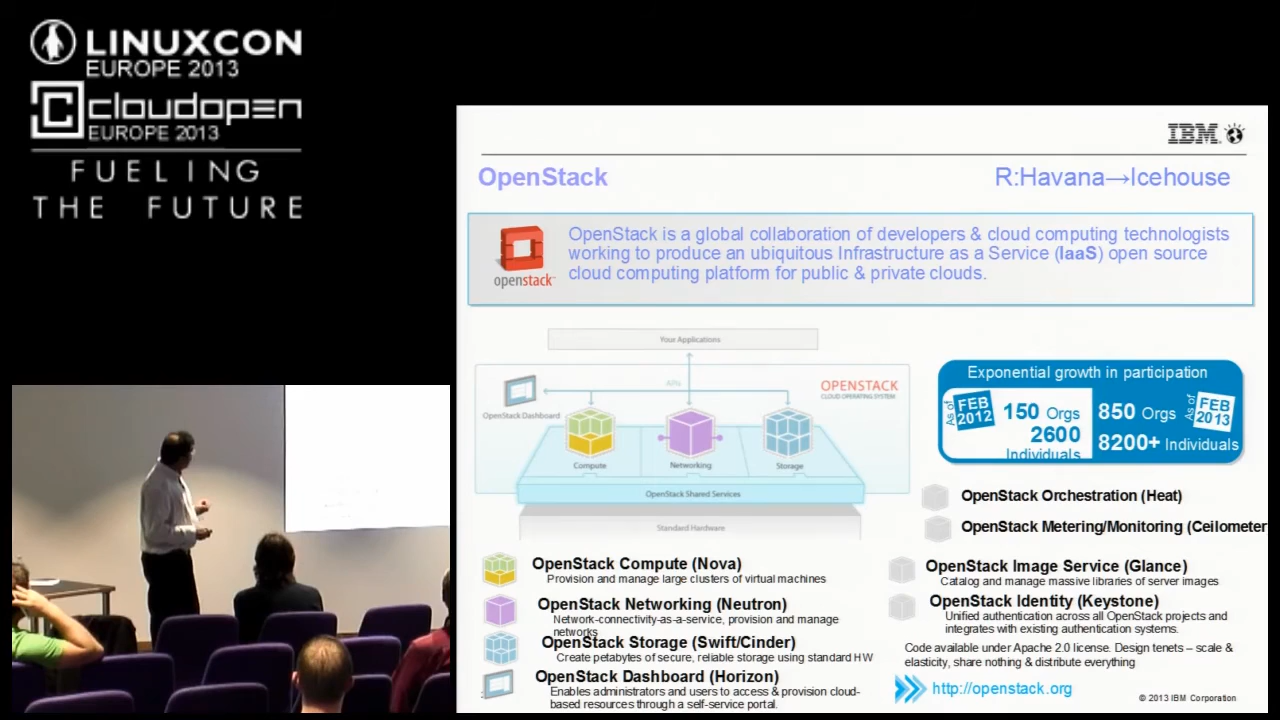 LINUXCON
EUROPE 2013
cloudopen
EUROPE 2013
FUELING
THE FUTURE
IBM
OpenStack
R:Havana→Icehouse
openstack
OpenStack is a global collaboration of developers & cloud computing technologists
working to produce an ubiquitous Infrastructure as a Service (IaaS) open source
cloud computing platform for public & private clouds.
Your Applications
APIs
OPENSTACK
CLOUD OPERATING SYSTEM
OpenStack Dashboard
Compute
Networking
Storage
OpenStack Shared Services
Standard Hardware
Exponential growth in participation
As of
FEB
2012
150 Orgs
2600
Individuals
850 Orgs
8200+ Individuals
As of
FEB
2013
OpenStack Orchestration (Heat)
OpenStack Metering/Monitoring (Ceilometer
OpenStack Compute (Nova)
Provision and manage large clusters of virtual machines
OpenStack Networking (Neutron)
Network-connectivity-as-a-service, provision and manage
networks
OpenStack Storage (Swift/Cinder)
Create petabytes of secure, reliable storage using standard HW
OpenStack Dashboard (Horizon)
Enables administrators and users to access & provision cloud-
based resources through a self-service portal.
OpenStack Image Service (Glance)
Catalog and manage massive libraries of server images
OpenStack Identity (Keystone)
Unified authentication across all OpenStack projects and
integrates with existing authentication systems.
Code available under Apache 2.0 license. Design tenets – scale &
elasticity, share nothing & distribute everything
http://openstack.org
© 2013 IBM Corporation